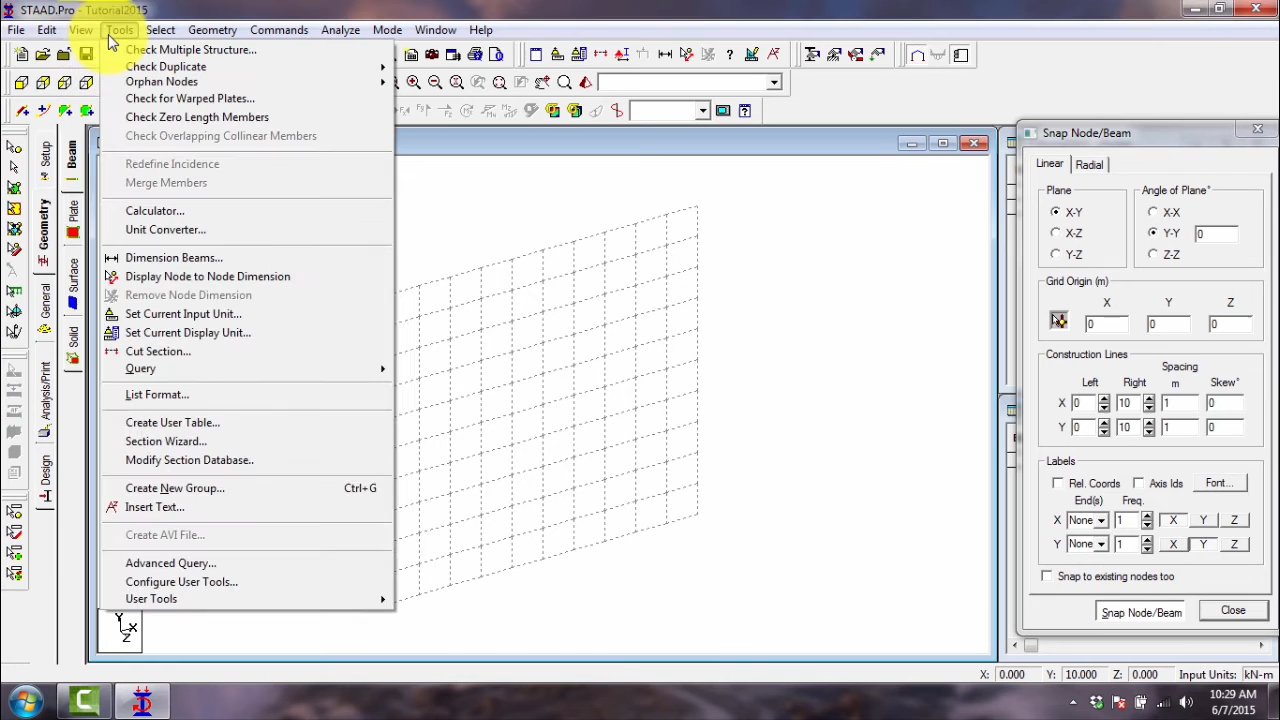 STAAD.Pro - Tutorial2015
File Edit View Tools Select Geometry Commands Analyze Mode Window Help
Check Multiple Structure...
Check Duplicate
Orphan Nodes
Check for Warped Plates...
Check Zero Length Members
Check Overlapping Collinear Members
Redefine Incidence
Merge Members
Calculator...
Unit Converter...
Dimension Beams...
Display Node to Node Dimension
Remove Node Dimension
Set Current Input Unit...
Set Current Display Unit...
Cut Section...
Query
List Format...
Create User Table...
Section Wizard...
Modify Section Database..
Create New Group... Ctrl+G
Insert Text...
Create AVI File...
Advanced Query...
Configure User Tools...
User Tools
Setup
Geometry
General
Analysis/Print
Design
Beam
Plate
Surface
Solid
Y
X
Z
Snap Node/Beam
Linear Radial
Plane Angle of Plane°
X-Y X-X
X-Z Y-Y 0
Y-Z Z-Z
Grid Origin (m)
X Y Z
0 0 0
Construction Lines
Spacing
Left Right m Skew°
X 0 10 1 0
Y 0 10 1 0
Labels
Rel. Coords Axis Ids Font...
End(s) Freq.
X None 1 X Y Z
Y None 1 X Y Z
Snap to existing nodes too
Snap Node/Beam Close
X: 0.000 Y: 10.000 Z: 0.000 Input Units: kN-m
10:29 AM
6/7/2015